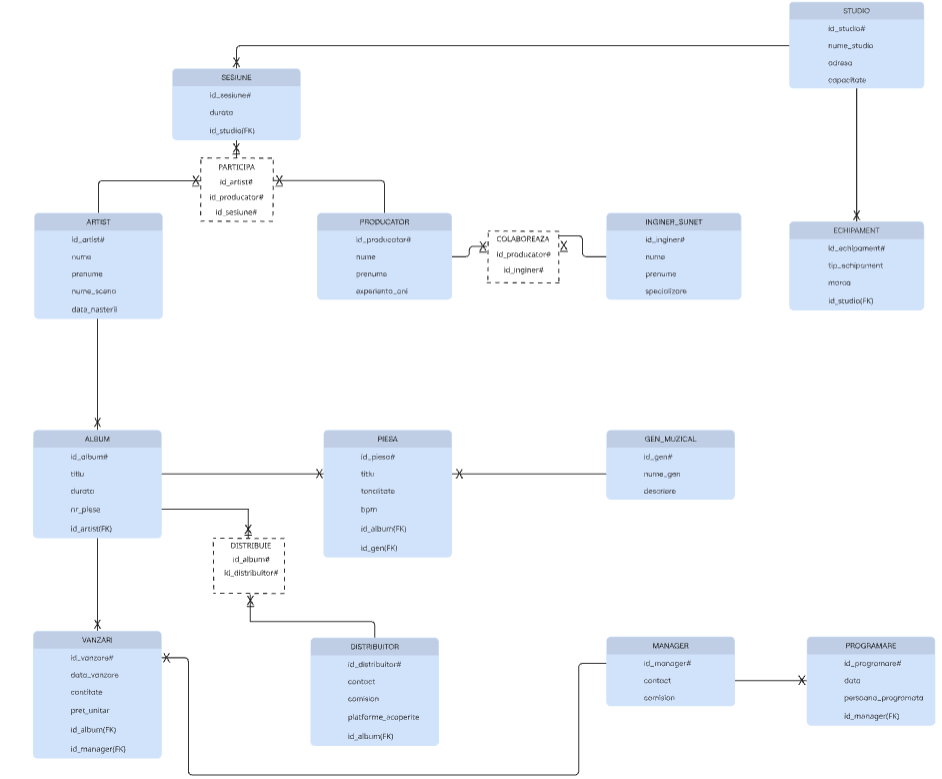 STUDIO
id_studio#
nume_studio
adresa
capacitate
SESIUNE
id_sesiune#
durata
id_studio(FK)
PARTICIPA
id_artist#
id_producator#
id_sesiune#
ARTIST
id_artist#
nume
prenume
nume_scena
data_nasterii
PRODUCATOR
id_producator#
nume
prenume
experienta_ani
COLABOREAZA
id_producator#
id_inginer#
INGINER_SUNET
id_inginer#
nume
prenume
specializare
ECHIPAMENT
id_echipament#
tip_echipament
marca
id_studio(FK)
ALBUM
id_album#
titlu
durata
nr_piese
id_artist(FK)
PIESA
id_piesa#
titlu
tonalitate
bpm
id_album(FK)
id_gen(FK)
GEN_MUZICAL
id_gen#
nume_gen
descriere
DISTRIBUIE
id_album#
id_distribuitor#
VANZARI
id_vanzare#
data_vanzare
cantitate
pret_unitar
id_album(FK)
id_manager(FK)
DISTRIBUITOR
id_distribuitor#
contact
comision
platforme_acoperite
id_album(FK)
MANAGER
id_manager#
contact
comision
PROGRAMARE
id_programare#
data
persoana_programata
id_manager(FK)